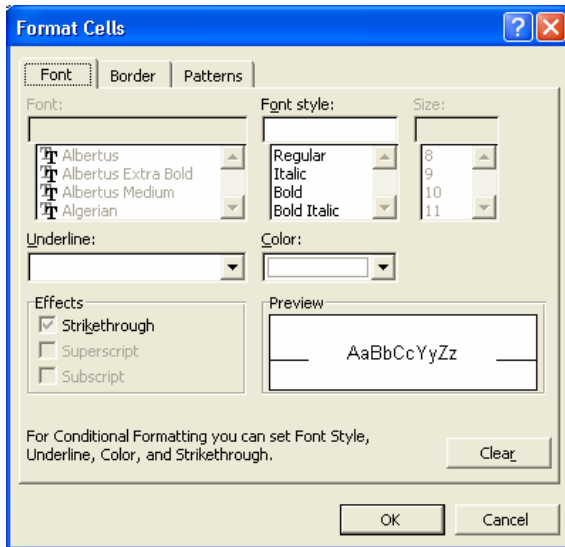 Format Cells
Font Border Patterns
Font: Font style: Size:
Albertus Regular 8
Albertus Extra Bold Italic 9
Albertus Medium Bold 10
Algerian Bold Italic 11
Underline: Color:
Effects Preview
Strikethrough
AaBbCcYyZz
Superscript
Subscript
For Conditional Formatting you can set Font Style,
Underline, Color, and Strikethrough.
Clear
OK Cancel